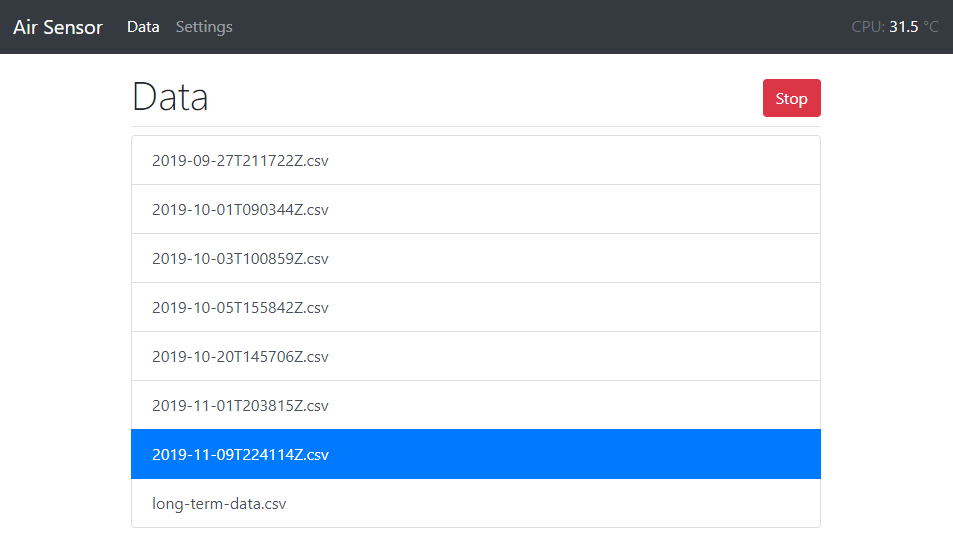 Air Sensor Data Settings CPU: 31.5 °C
Data Stop
2019-09-27T211722Z.csv
2019-10-01T090344Z.csv
2019-10-03T100859Z.csv
2019-10-05T155842Z.csv
2019-10-20T145706Z.csv
2019-11-01T203815Z.csv
2019-11-09T224114Z.csv
long-term-data.csv